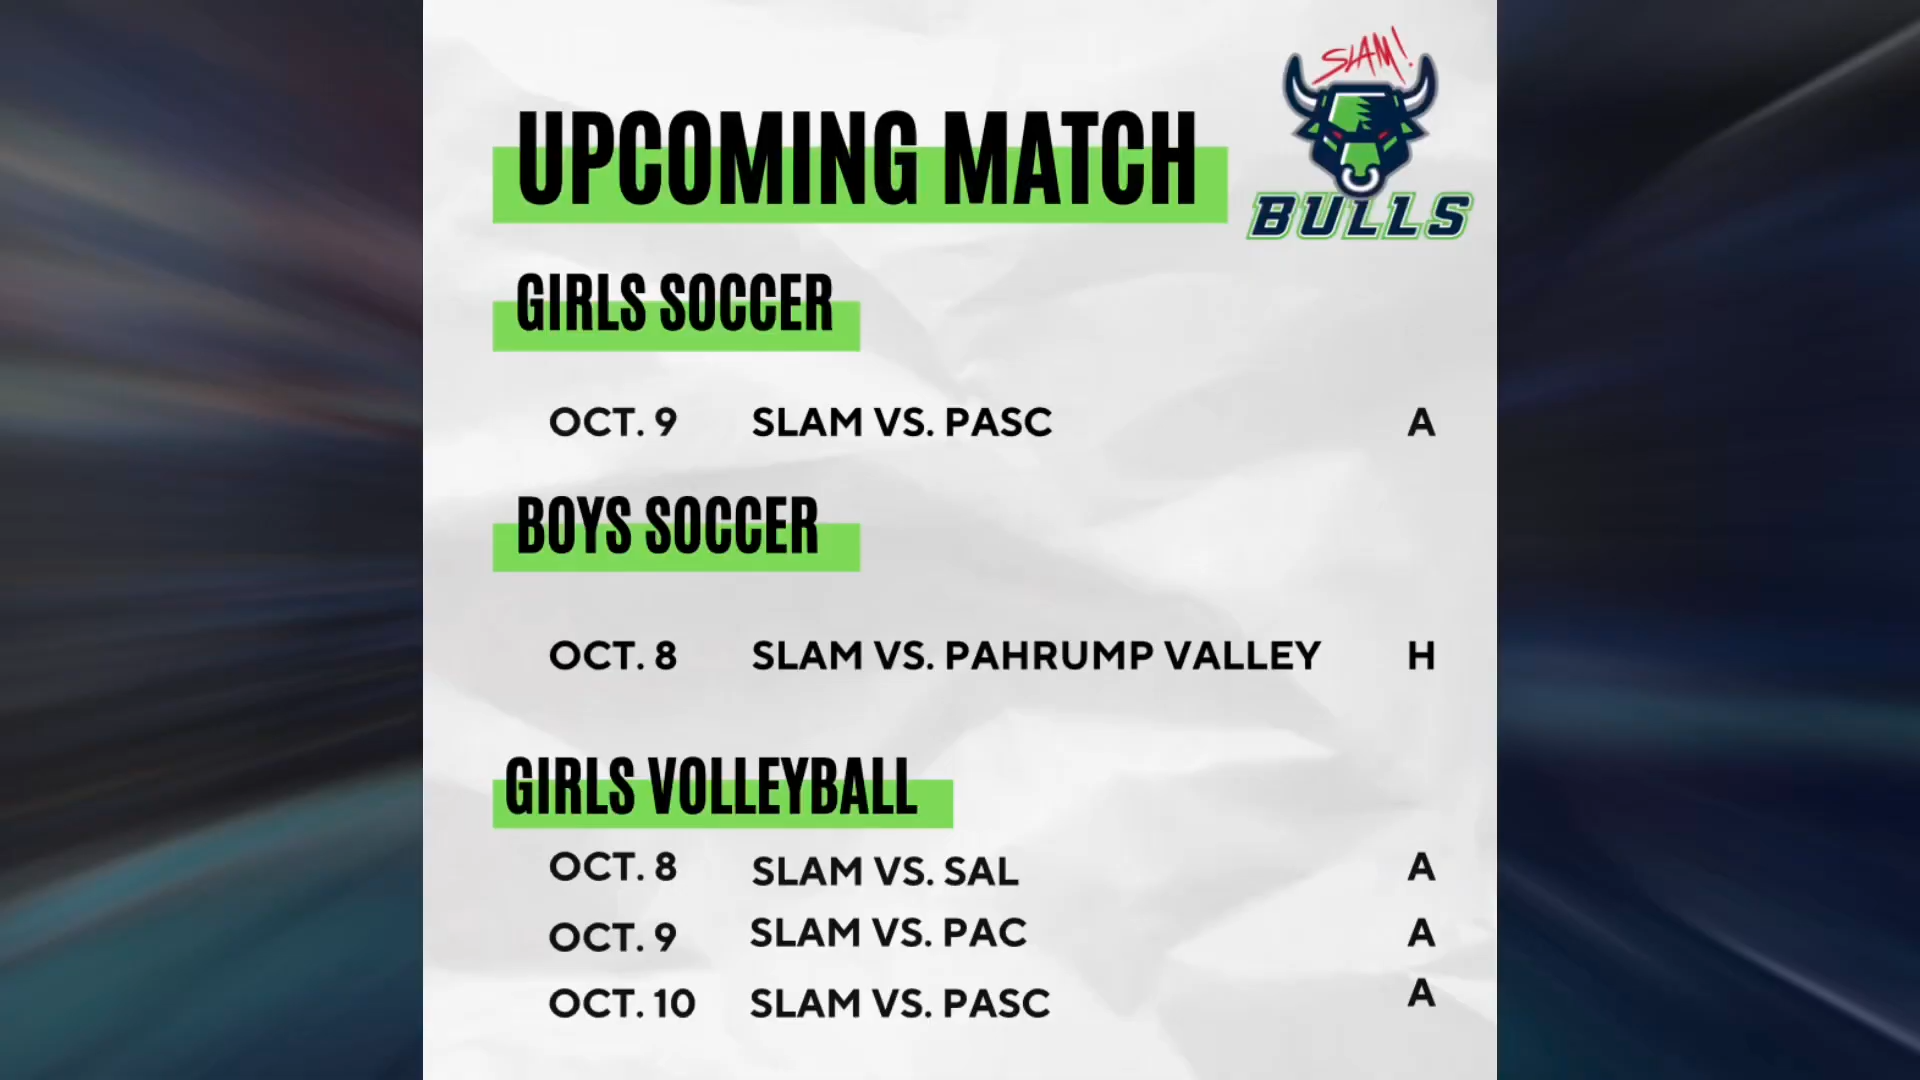 SLAM!
BULLS
UPCOMING MATCH
GIRLS SOCCER
OCT. 9 SLAM VS. PASC A
BOYS SOCCER
OCT. 8 SLAM VS. PAHRUMP VALLEY H
GIRLS VOLLEYBALL
OCT. 8 SLAM VS. SAL A
OCT. 9 SLAM VS. PAC A
OCT. 10 SLAM VS. PASC A